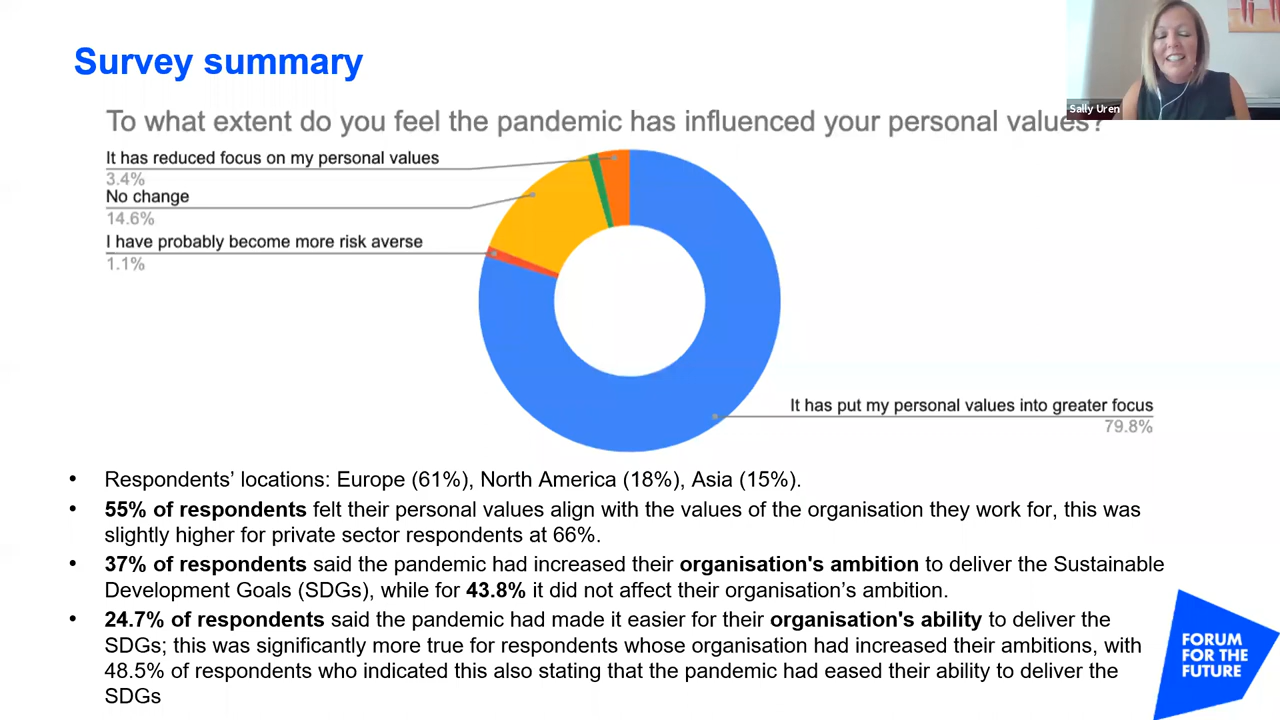 Survey summary
Sally Uren
To what extent do you feel the pandemic has influenced your personal values?
It has reduced focus on my personal values
3.4%
No change
14.6%
I have probably become more risk averse
1.1%
It has put my personal values into greater focus
79.8%
• Respondents’ locations: Europe (61%), North America (18%), Asia (15%).
• 55% of respondents felt their personal values align with the values of the organisation they work for, this was
slightly higher for private sector respondents at 66%.
• 37% of respondents said the pandemic had increased their organisation's ambition to deliver the Sustainable
Development Goals (SDGs), while for 43.8% it did not affect their organisation’s ambition.
• 24.7% of respondents said the pandemic had made it easier for their organisation's ability to deliver the
SDGs; this was significantly more true for respondents whose organisation had increased their ambitions, with
48.5% of respondents who indicated this also stating that the pandemic had eased their ability to deliver the
SDGs
FORUM
FOR THE
FUTURE